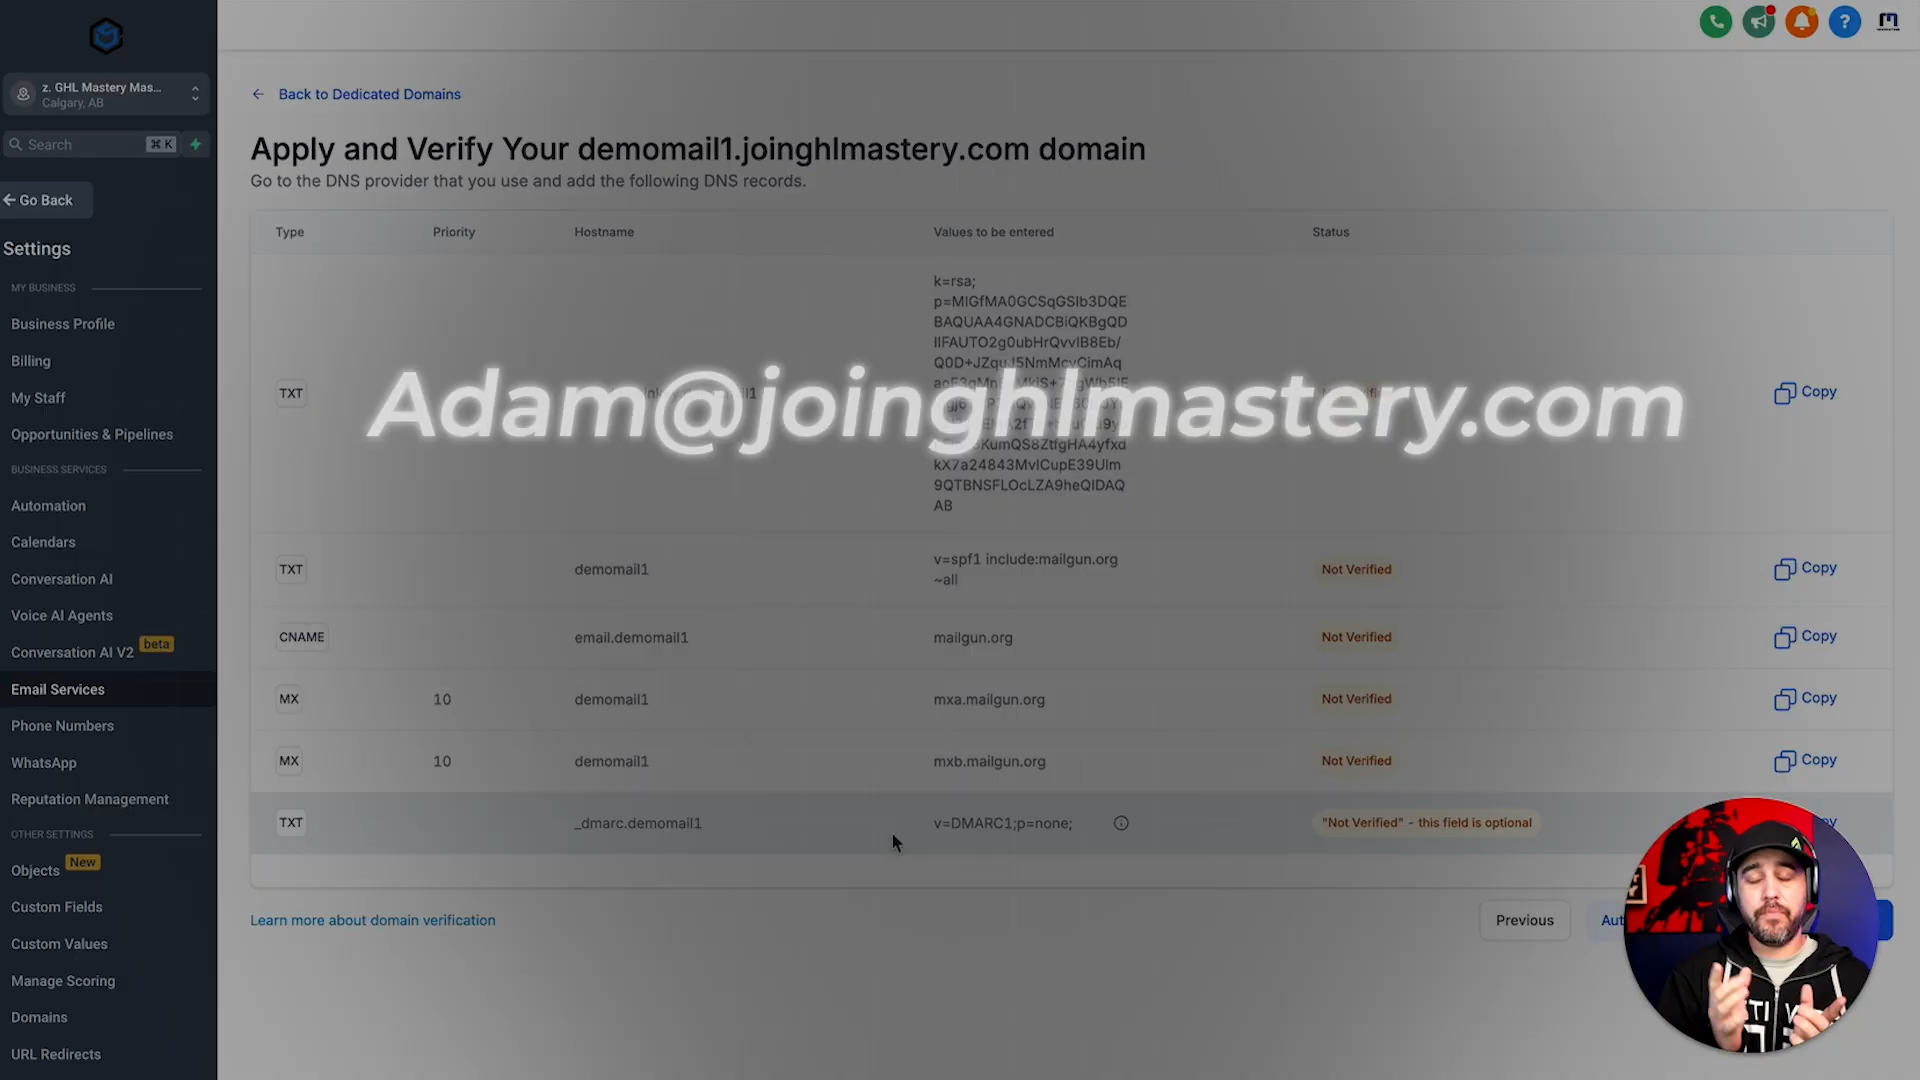 z. GHL Mastery Mas...
Calgary, AB
Search
⌘ K
Go Back
Settings
MY BUSINESS
Business Profile
Billing
My Staff
Opportunities & Pipelines
BUSINESS SERVICES
Automation
Calendars
Conversation AI
Voice AI Agents
Conversation AI V2 beta
Email Services
Phone Numbers
WhatsApp
Reputation Management
OTHER SETTINGS
Objects New
Custom Fields
Custom Values
Manage Scoring
Domains
URL Redirects
Back to Dedicated Domains
Apply and Verify Your demomail1.joinghlmastery.com domain
Go to the DNS provider that you use and add the following DNS records.
Type Priority Hostname Values to be entered Status
k=rsa;
p=MIGfMA0GCSqGSIb3DQE
BAQUAA4GNADCBiQKBgQD
IIFAUTO2g0ubHrQvvIB8Eb/
TXT
Copy
Adam@joinghlmastery.com
kX7a24843MvICupE39UIm
9QTBNSFLOcLZA9heQIDAQ
AB
TXT demomail1 v=spf1 include:mailgun.org
~all
Not Verified Copy
CNAME email.demomail1 mailgun.org Not Verified Copy
MX 10 demomail1 mxa.mailgun.org Not Verified Copy
MX 10 demomail1 mxb.mailgun.org Not Verified Copy
TXT _dmarc.demomail1 v=DMARC1;p=none; "Not Verified" - this field is optional
Learn more about domain verification
Previous